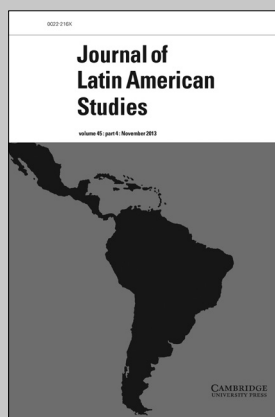 0022-216X
Journal of
Latin American
Studies
volume 45 : part 4 : November 2013
CAMBRIDGE
UNIVERSITY PRESS